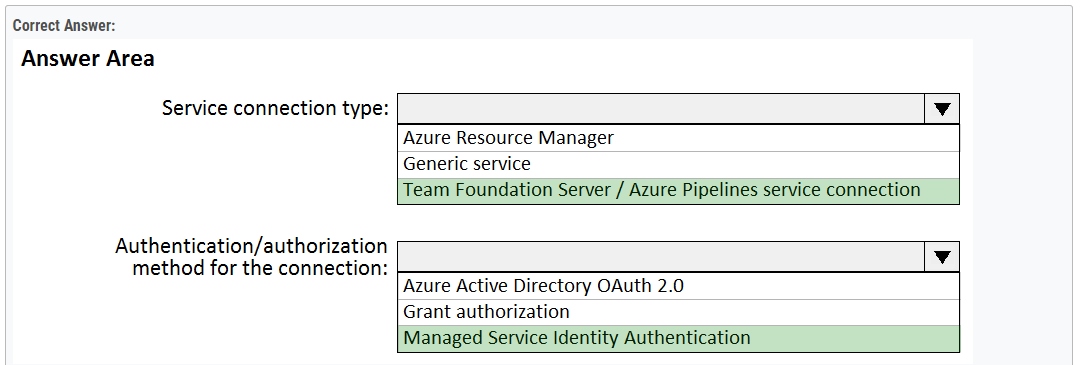 Correct Answer:
Answer Area
Service connection type:
Azure Resource Manager
Generic service
Team Foundation Server / Azure Pipelines service connection
Authentication/authorization
method for the connection:
Azure Active Directory OAuth 2.0
Grant authorization
Managed Service Identity Authentication